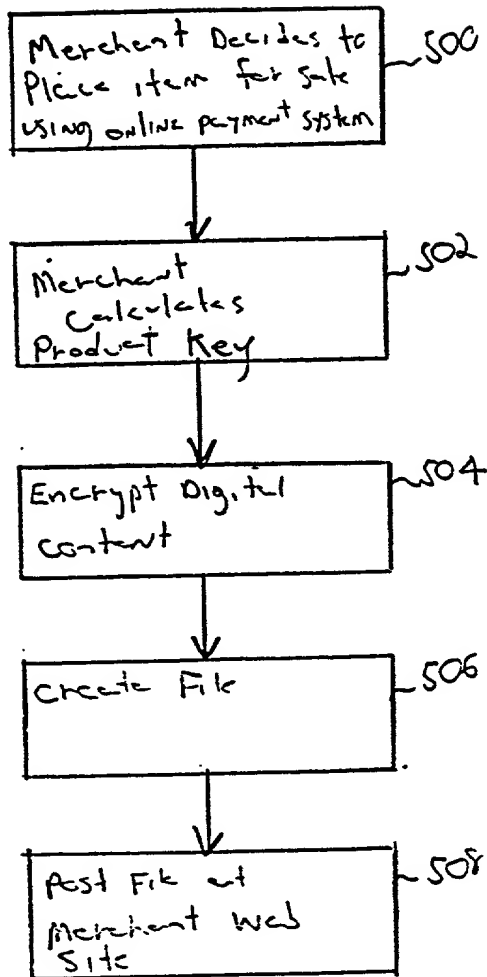 Merchant Decides to
Place item for sale
using online payment system
500
Merchant
Calculates
Product Key
502
Encrypt Digital
Content
504
Create File
506
Post File at
Merchant Web
Site
508